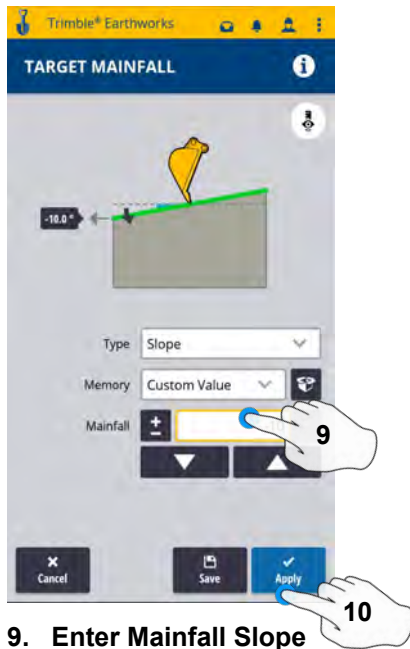 Trimble® Earthworks
TARGET MAINFALL
i
-10.0 °
Type Slope
Memory Custom Value
Mainfall
9
Cancel Save Apply
10
9. Enter Mainfall Slope